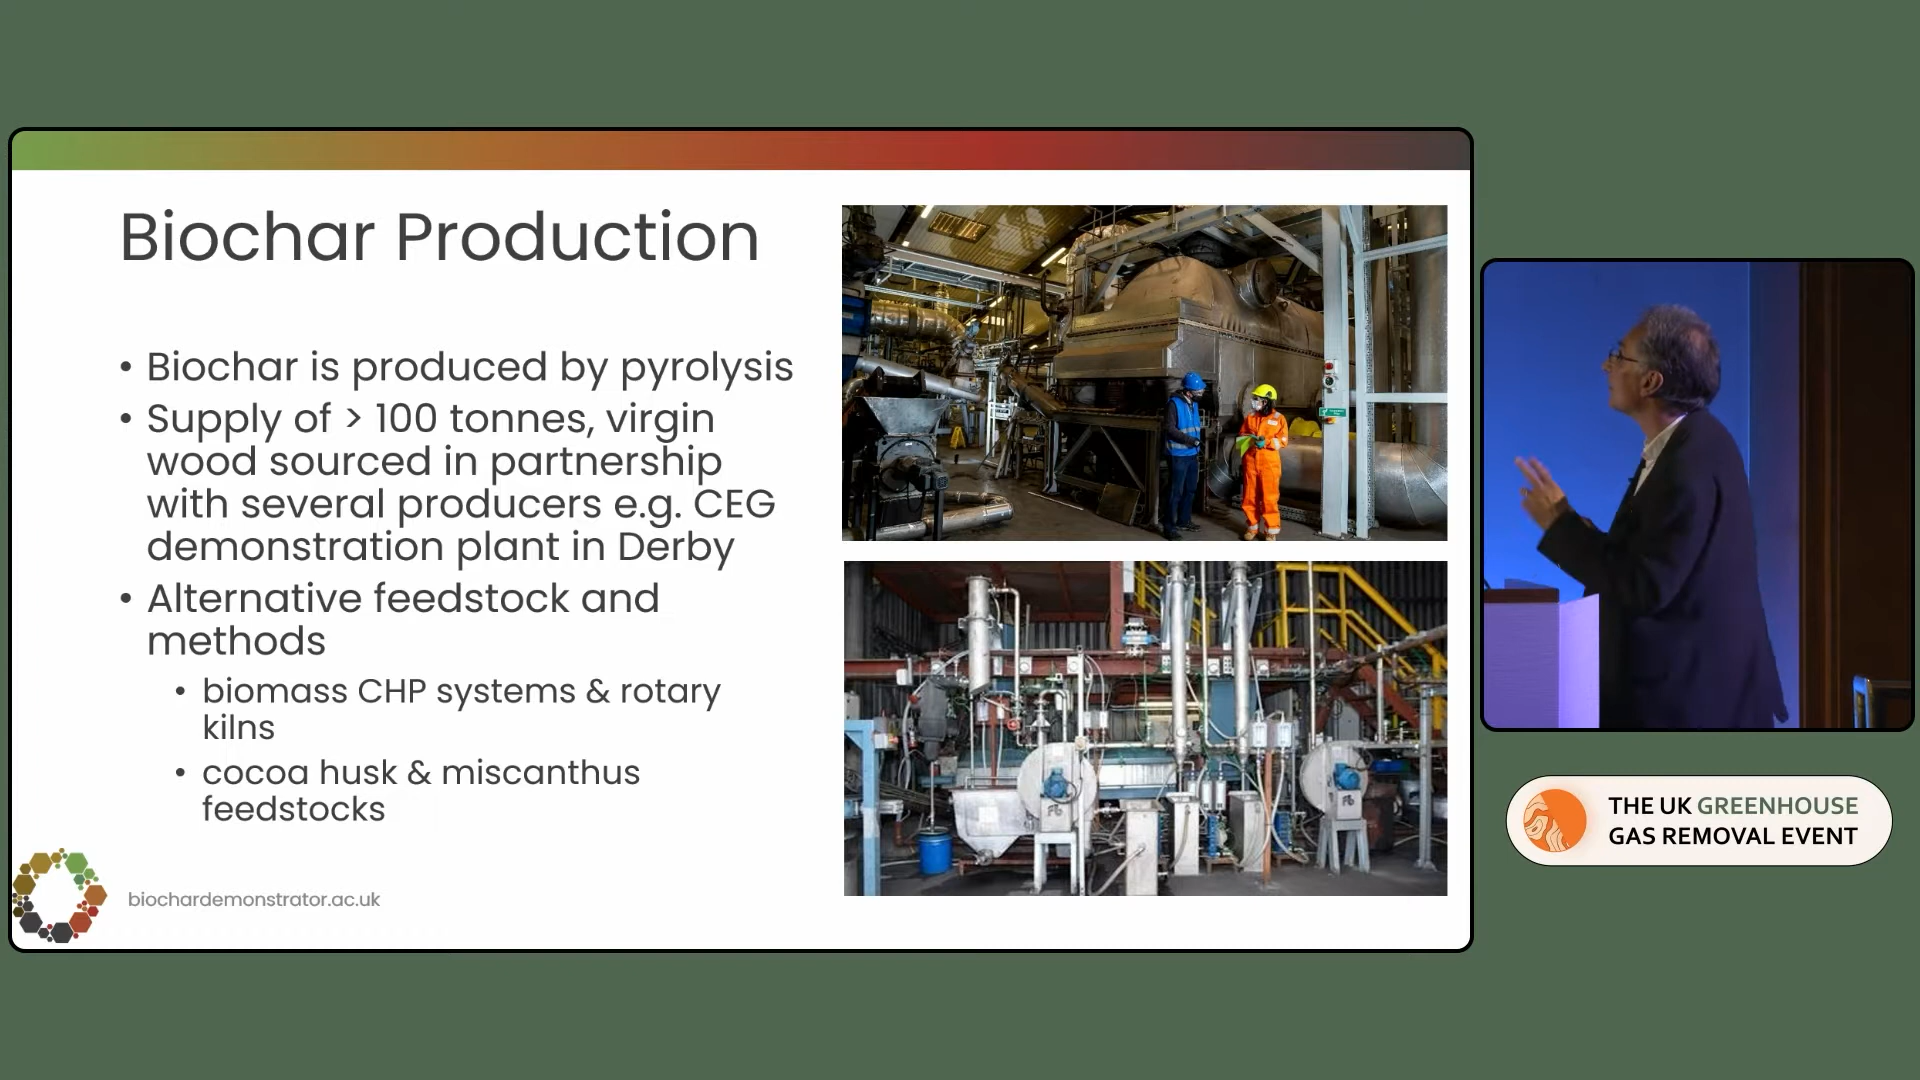 Biochar Production
• Biochar is produced by pyrolysis
• Supply of > 100 tonnes, virgin
wood sourced in partnership
with several producers e.g. CEG
demonstration plant in Derby
• Alternative feedstock and
methods
• biomass CHP systems & rotary
kilns
• cocoa husk & miscanthus
feedstocks
biochardemonstrator.ac.uk
THE UK GREENHOUSE
GAS REMOVAL EVENT